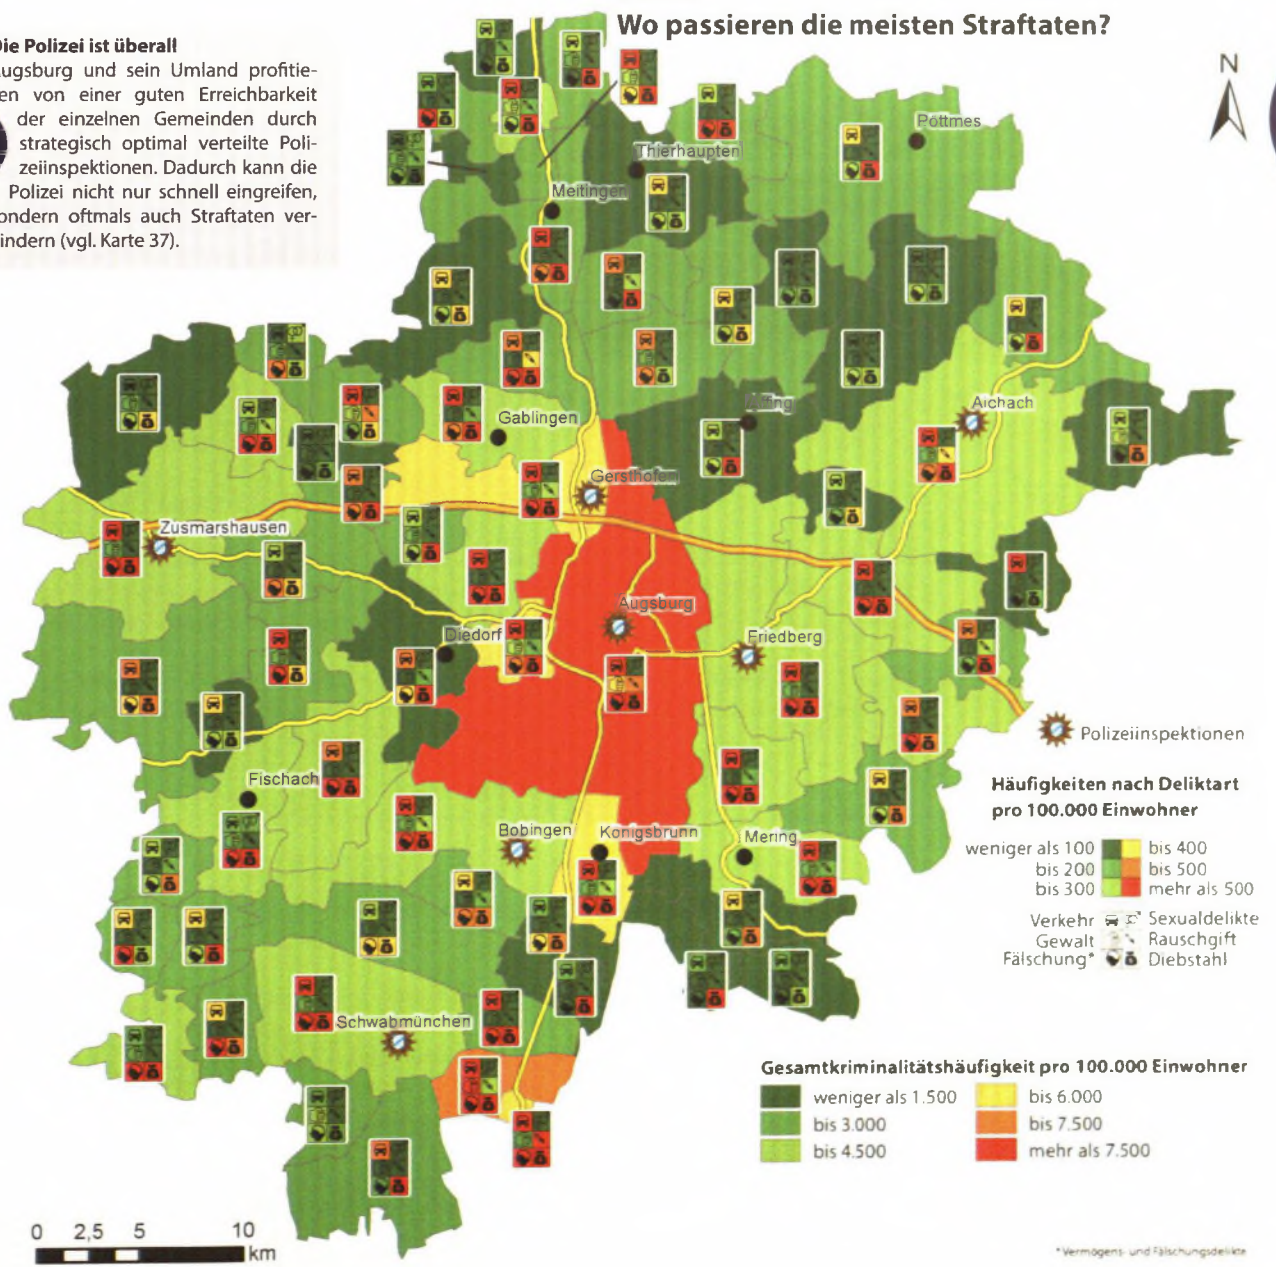 Wo passieren die meisten Straftaten?
Die Polizei ist überall
ugsburg und sein Umland profitie-
en von einer guten Erreichbarkeit
der einzelnen Gemeinden durch
strategisch optimal verteilte Poli-
zeiinspektionen. Dadurch kann die
Polizei nicht nur schnell eingreifen,
ondern oftmals auch Straftaten ver-
indern (vgl. Karte 37).
N
Pöttmes
Thierhaupten
Meitingen
Aichach
Gablingen
Gersthofen
Zusmarshausen
Augsburg
Diedorf
Friedberg
Fischach
Bobingen
Königsbrunn
Mering
Schwabmünchen
Polizeiinspektionen
Häufigkeiten nach Deliktart
pro 100.000 Einwohner
weniger als 100 bis 400
bis 200 bis 500
bis 300 mehr als 500
Verkehr Sexualdelikte
Gewalt Rauschgift
Fälschung* Diebstahl
Gesamtkriminalitätshäufigkeit pro 100.000 Einwohner
weniger als 1.500 bis 6.000
bis 3.000 bis 7.500
bis 4.500 mehr als 7.500
0 2,5 5 10
km
*Vermögens- und Fälschungsdelikte